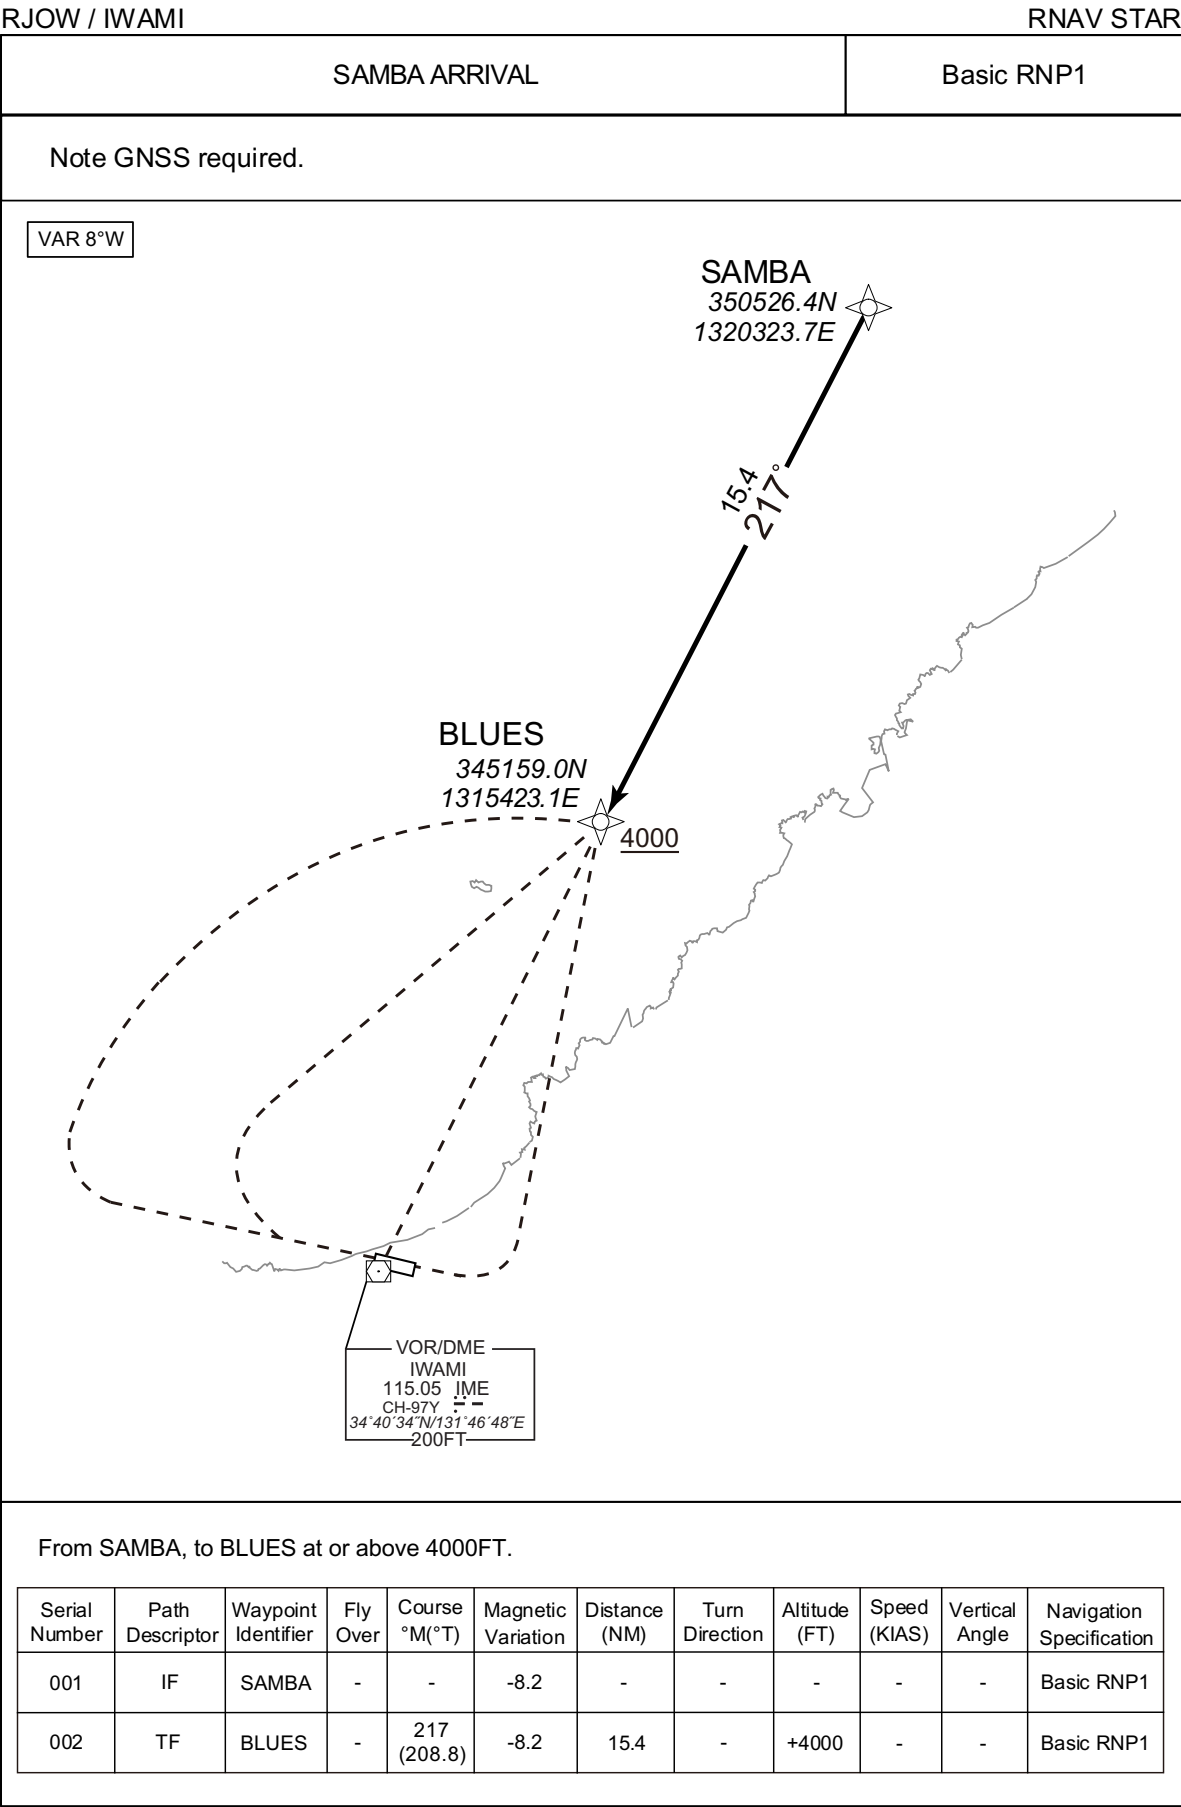 RJOW / IWAMI
RNAV STAR
SAMBA ARRIVAL
Basic RNP1
Note GNSS required.
VAR 8°W
SAMBA
350526.4N
1320323.7E
15.4
217°
BLUES
345159.0N
1315423.1E
4000
VOR/DME
IWAMI
115.05 IME
CH-97Y
34°40′34″N/131°46′48″E
200FT
From SAMBA, to BLUES at or above 4000FT.
Serial Number Path Descriptor Waypoint Identifier Fly Over Course °M(°T) Magnetic Variation Distance (NM) Turn Direction Altitude (FT) Speed (KIAS) Vertical Angle Navigation Specification
001 IF SAMBA - - -8.2 - - - - - Basic RNP1
002 TF BLUES - 217 (208.8) -8.2 15.4 - +4000 - - Basic RNP1